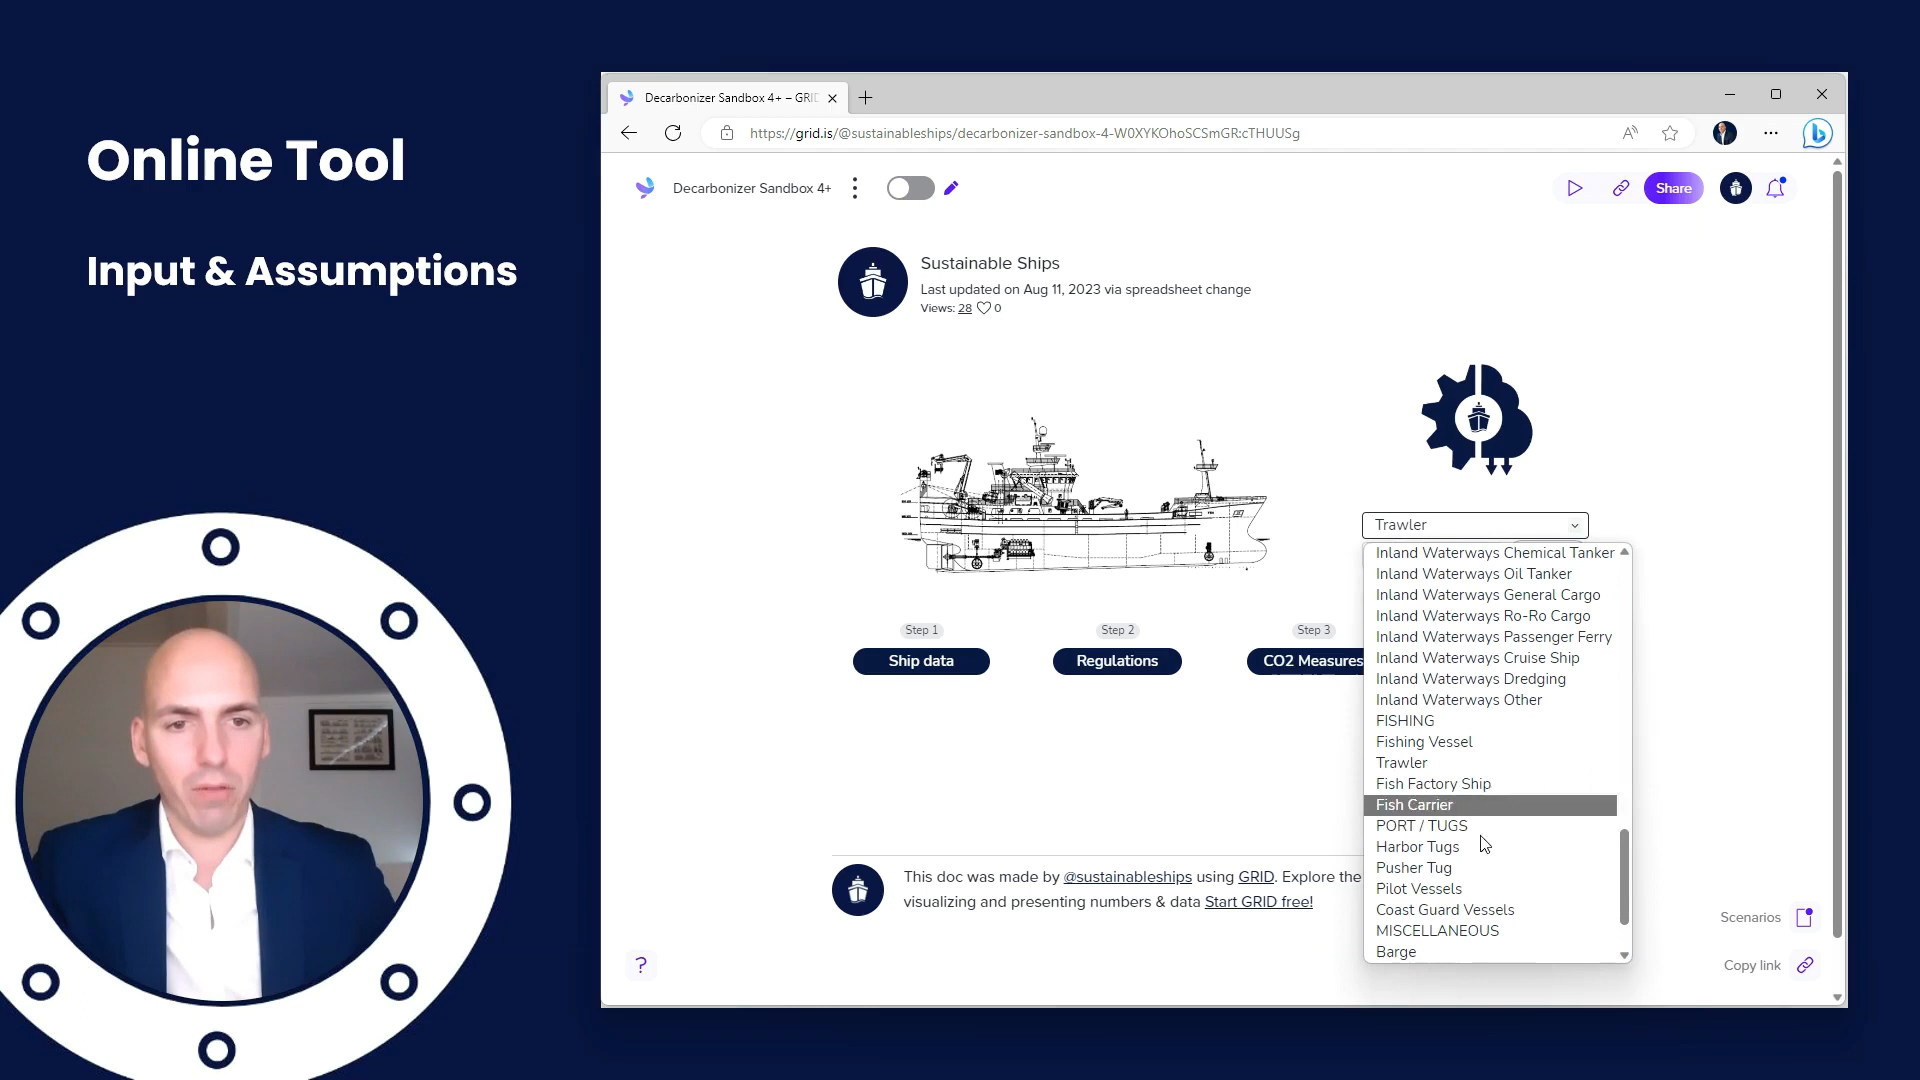 Online Tool
Input & Assumptions
Decarbonizer Sandbox 4+ – GRID
https://grid.is/@sustainableships/decarbonizer-sandbox-4-W0XYKOhoSCSmGR:cTHUUSg
Decarbonizer Sandbox 4+
Share
Sustainable Ships
Last updated on Aug 11, 2023 via spreadsheet change
Views: 28 0
Trawler
Inland Waterways Chemical Tanker
Inland Waterways Oil Tanker
Inland Waterways General Cargo
Inland Waterways Ro-Ro Cargo
Inland Waterways Passenger Ferry
Inland Waterways Cruise Ship
Inland Waterways Dredging
Inland Waterways Other
FISHING
Fishing Vessel
Trawler
Fish Factory Ship
Fish Carrier
PORT / TUGS
Harbor Tugs
Pusher Tug
Pilot Vessels
Coast Guard Vessels
MISCELLANEOUS
Barge
Step 1
Ship data
Step 2
Regulations
Step 3
CO2 Measures
This doc was made by @sustainableships using GRID. Explore the
visualizing and presenting numbers & data Start GRID free!
Scenarios
?
Copy link